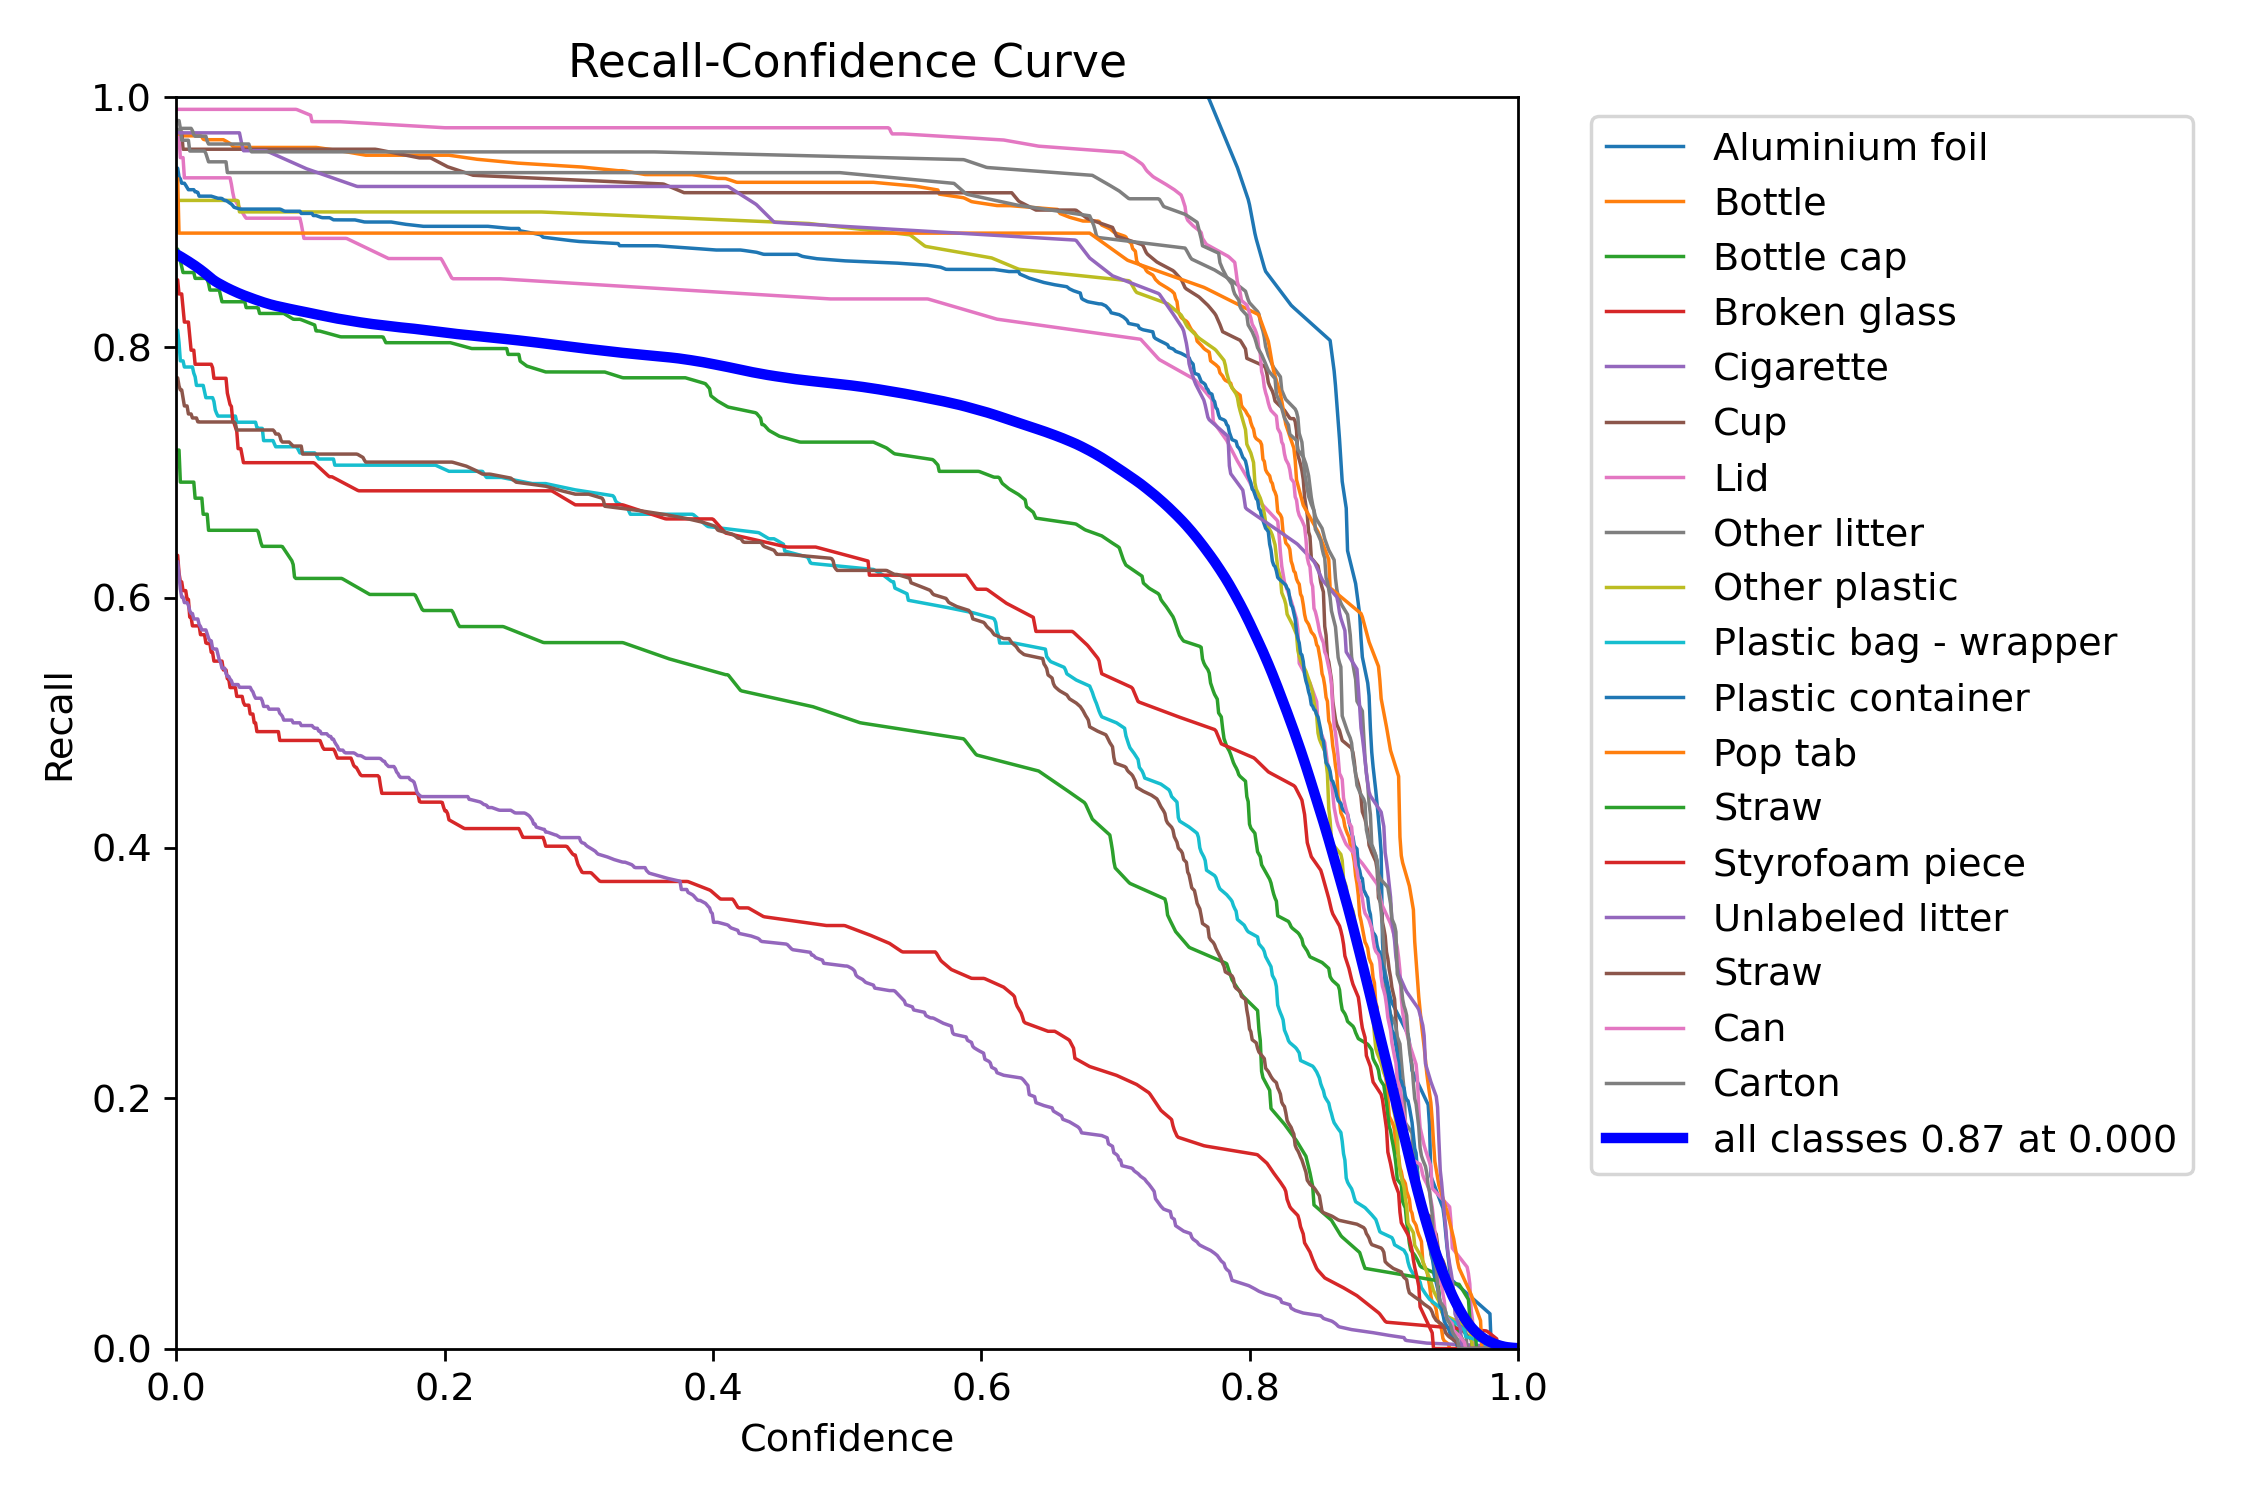 Recall-Confidence Curve
1.0
0.8
0.6
0.4
0.2
0.0
Recall
0.0 0.2 0.4 0.6 0.8 1.0
Confidence
Aluminium foil
Bottle
Bottle cap
Broken glass
Cigarette
Cup
Lid
Other litter
Other plastic
Plastic bag - wrapper
Plastic container
Pop tab
Straw
Styrofoam piece
Unlabeled litter
Straw
Can
Carton
all classes 0.87 at 0.000